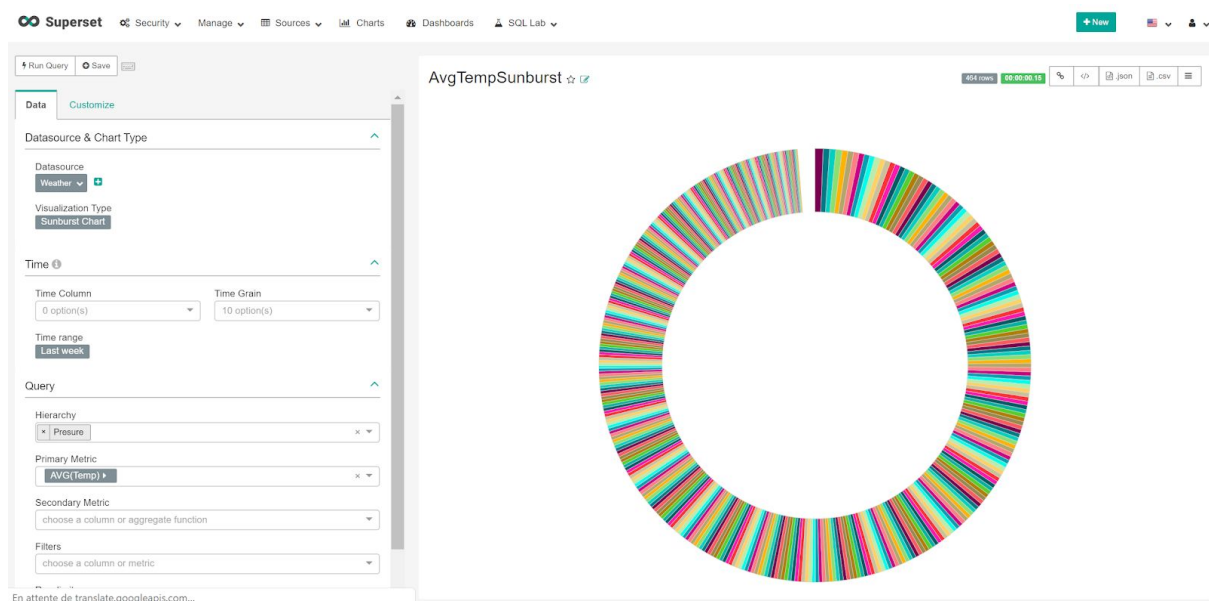 Superset Security Manage Sources Charts Dashboards SQL Lab + New
Run Query Save
AvgTempSunburst 454 rows 00:00:00.15 </> .json .csv
Data Customize
Datasource & Chart Type
Datasource
Weather
Visualization Type
Sunburst Chart
Time
Time Column Time Grain
0 option(s) 10 option(s)
Time range
Last week
Query
Hierarchy
× Presure ×
Primary Metric
AVG(Temp) ×
Secondary Metric
choose a column or aggregate function
Filters
choose a column or metric
En attente de translate.googleapis.com...